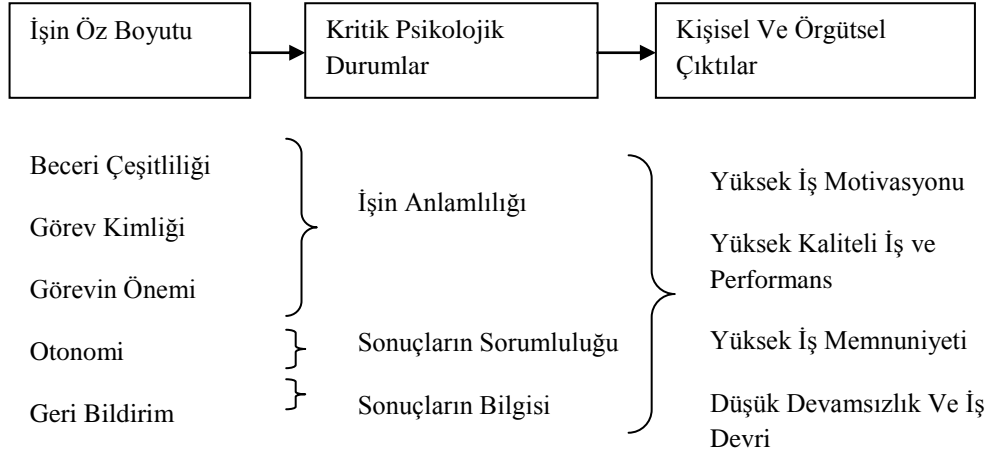 İşin Öz Boyutu
Kritik Psikolojik
Durumlar
Kişisel Ve Örgütsel
Çıktılar
Beceri Çeşitliliği
Görev Kimliği
Görevin Önemi
Otonomi
Geri Bildirim
İşin Anlamlılığı
Sonuçların Sorumluluğu
Sonuçların Bilgisi
Yüksek İş Motivasyonu
Yüksek Kaliteli İş ve
Performans
Yüksek İş Memnuniyeti
Düşük Devamsızlık Ve İş
Devri